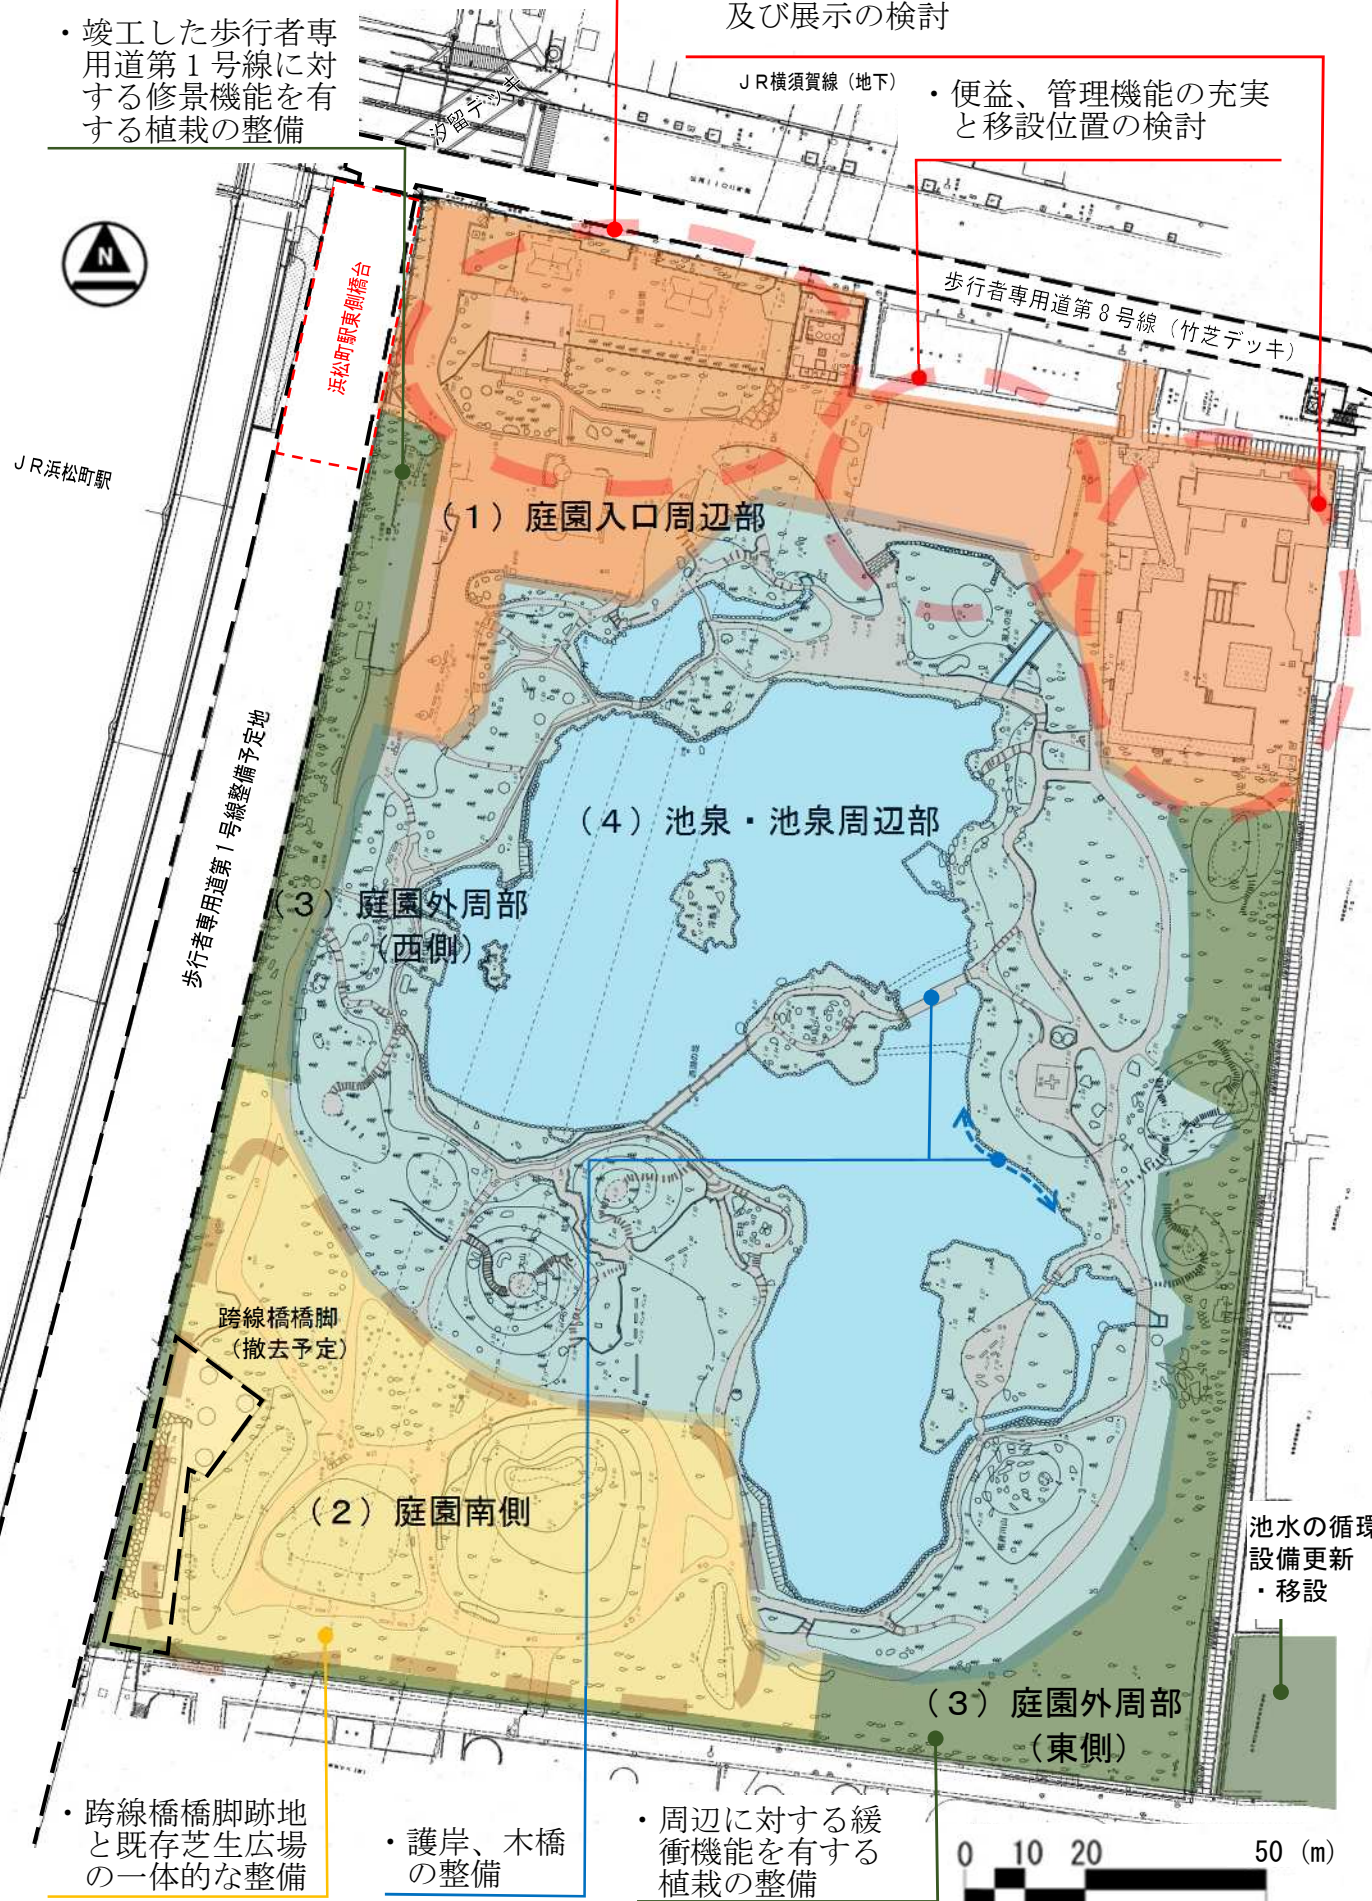 及び展示の検討
・竣工した歩行者専
用道第１号線に対
する修景機能を有
する植栽の整備
汐留デッキ
ＪＲ横須賀線（地下）
・便益、管理機能の充実
と移設位置の検討
N
浜松町駅東側橋台
歩行者専用道第８号線（竹芝デッキ）
ＪＲ浜松町駅
（１）庭園入口周辺部
歩行者専用道第１号線整備予定地
（４）池泉・池泉周辺部
（３）庭園外周部
（西側）
跨線橋橋脚
（撤去予定）
（２）庭園南側
池水の循環
設備更新
・移設
（３）庭園外周部
（東側）
・跨線橋橋脚跡地
と既存芝生広場
の一体的な整備
・護岸、木橋
の整備
・周辺に対する緩
衝機能を有する
植栽の整備
0 10 20 50 (m)